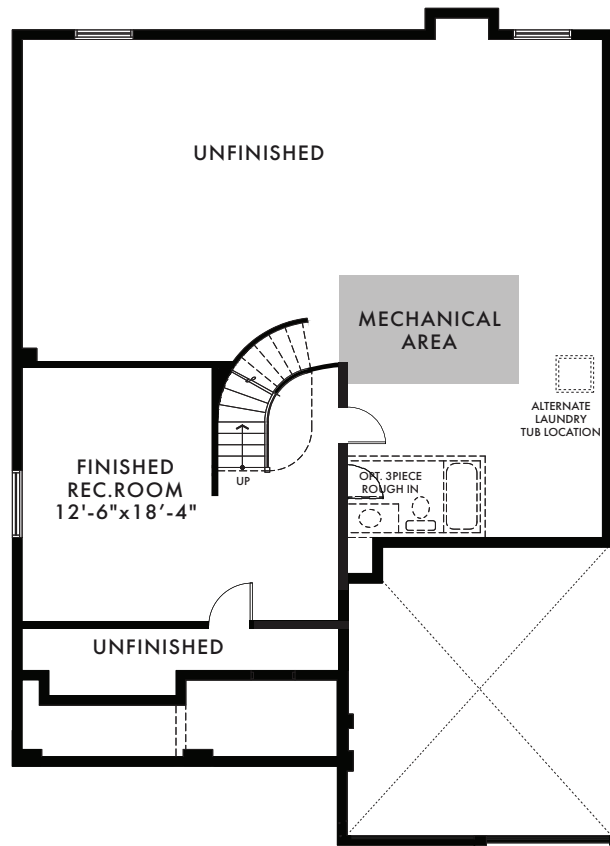 UNFINISHED
MECHANICAL
AREA
ALTERNATE
LAUNDRY
TUB LOCATION
FINISHED
REC.ROOM
12'-6"x18'-4"
UP
OPT. 3PIECE
ROUGH IN
UNFINISHED